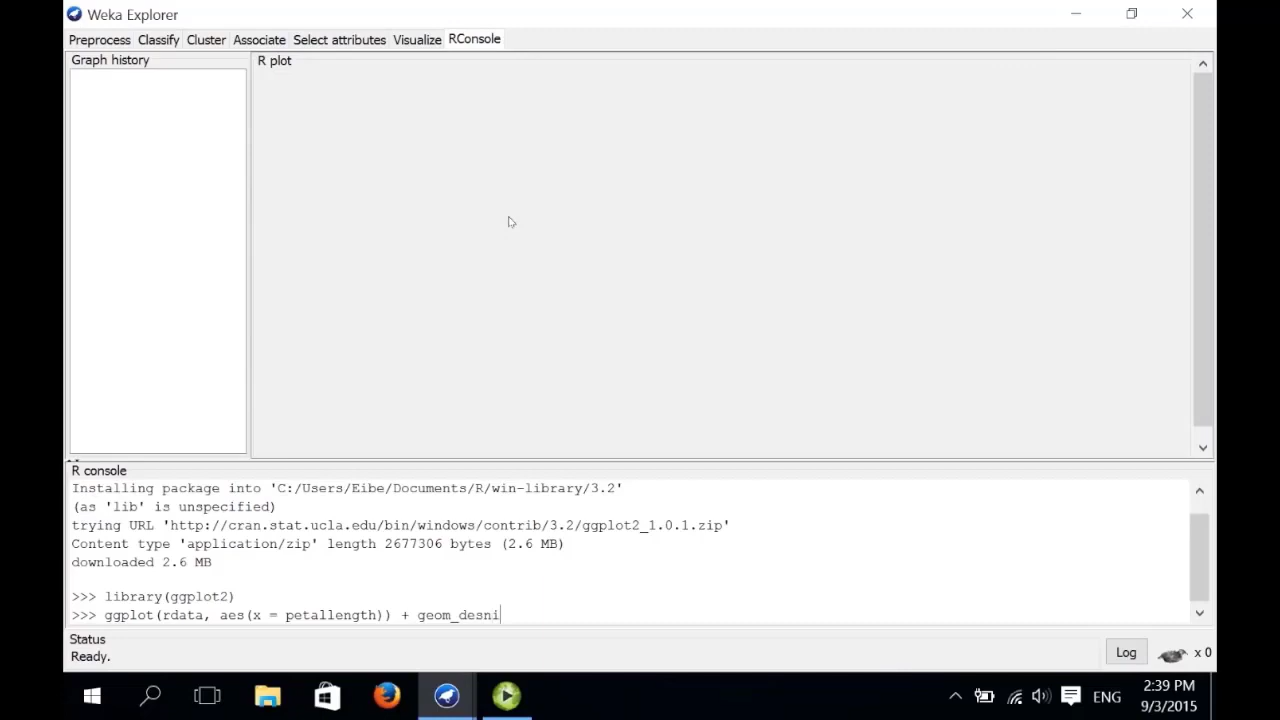 Weka Explorer
Preprocess Classify Cluster Associate Select attributes Visualize RConsole
Graph history
R plot
R console
Installing package into 'C:/Users/Eibe/Documents/R/win-library/3.2'
(as 'lib' is unspecified)
trying URL 'http://cran.stat.ucla.edu/bin/windows/contrib/3.2/ggplot2_1.0.1.zip'
Content type 'application/zip' length 2677306 bytes (2.6 MB)
downloaded 2.6 MB
>>> library(ggplot2)
>>> ggplot(rdata, aes(x = petallength)) + geom_desni
Status
Ready.
Log
x 0
ENG
2:39 PM
9/3/2015